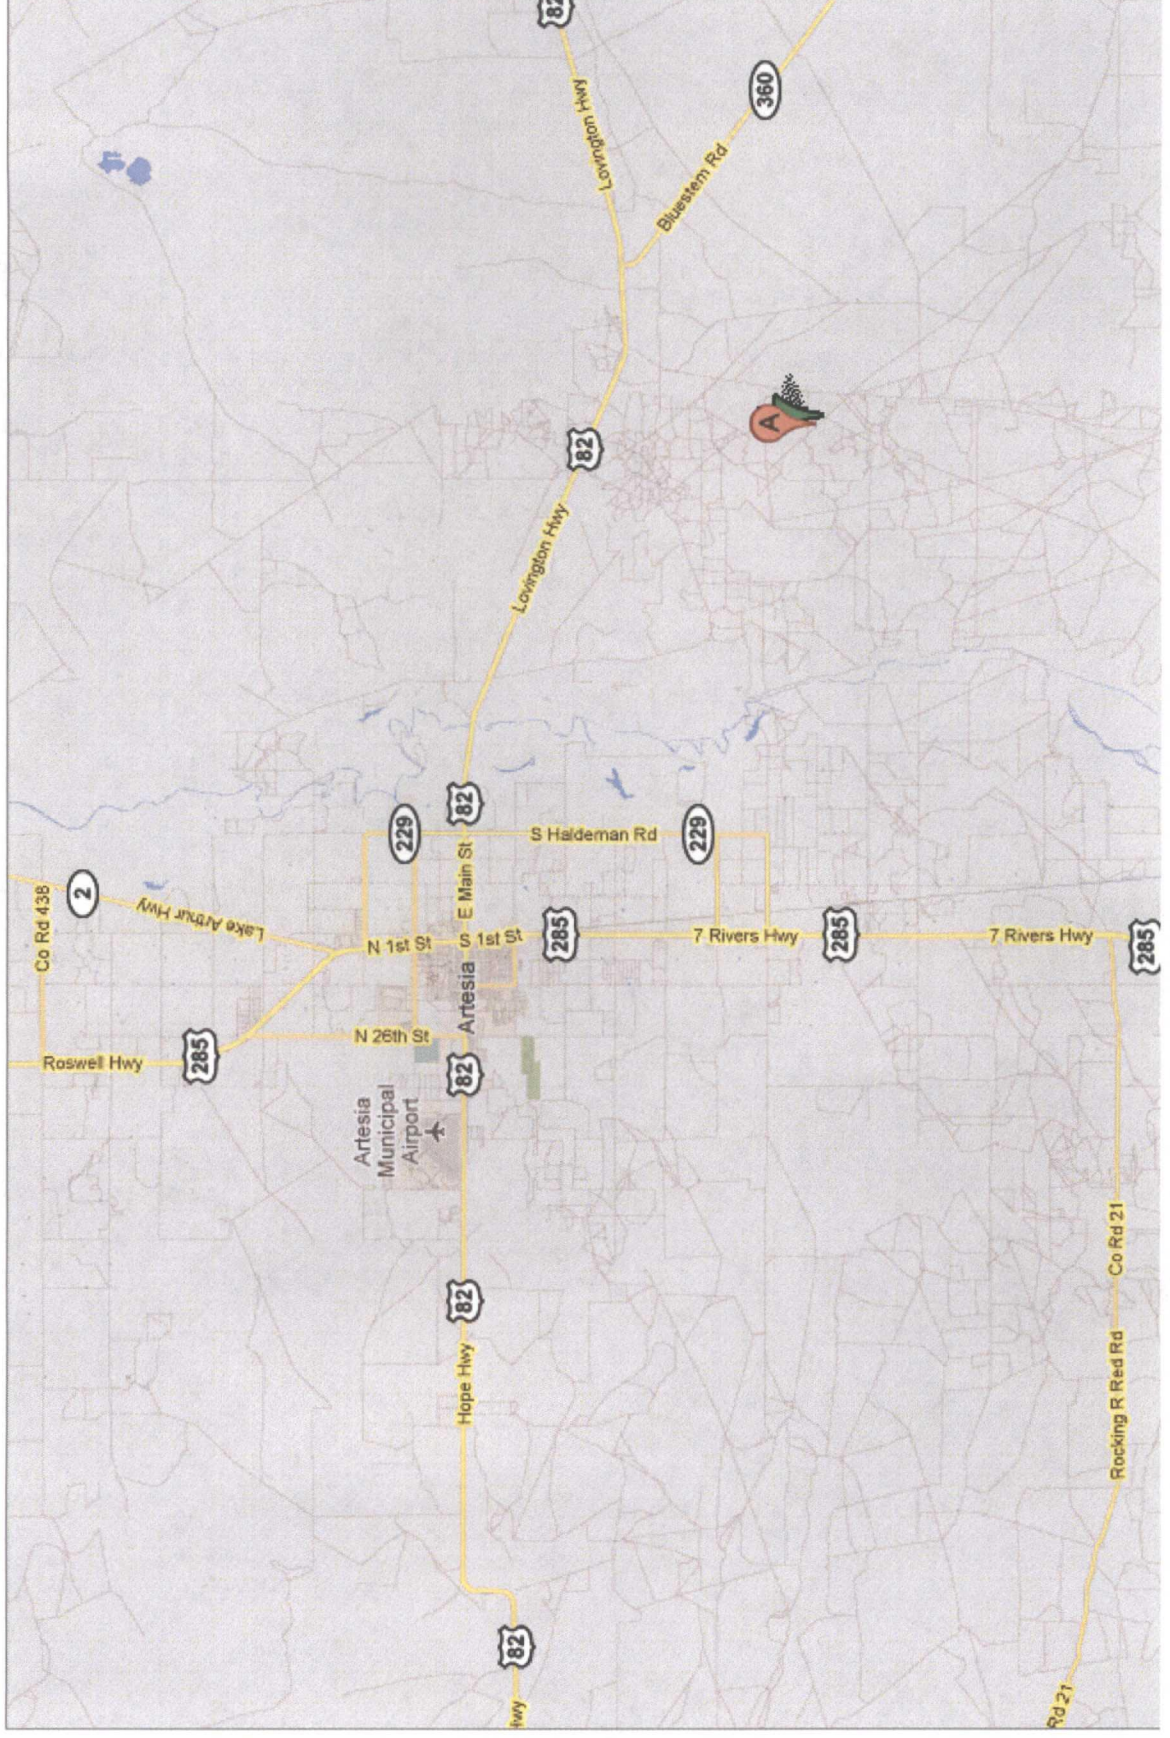 Roswell Hwy
Co Rd 438
2
Lake Arthur Hwy
285
Artesia
Municipal
Airport
N 26th St
N 1st St
229
Hope Hwy
82
82
Artesia
S 1st St
E Main St
82
82
285
S Haldeman Rd
Lovington Hwy
82
Lovington Hwy
82
229
7 Rivers Hwy
Bluestem Rd
360
A
285
7 Rivers Hwy
Rd 21
Rocking R Red Rd
Co Rd 21
285
82